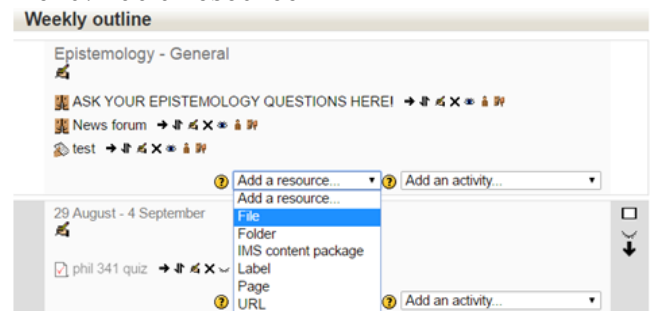 Weekly outline
Epistemology - General
ASK YOUR EPISTEMOLOGY QUESTIONS HERE!
News forum
test
Add a resource... Add an activity...
Add a resource...
29 August - 4 September File
Folder
IMS content package
phil 341 quiz Label
Page
URL Add an activity...